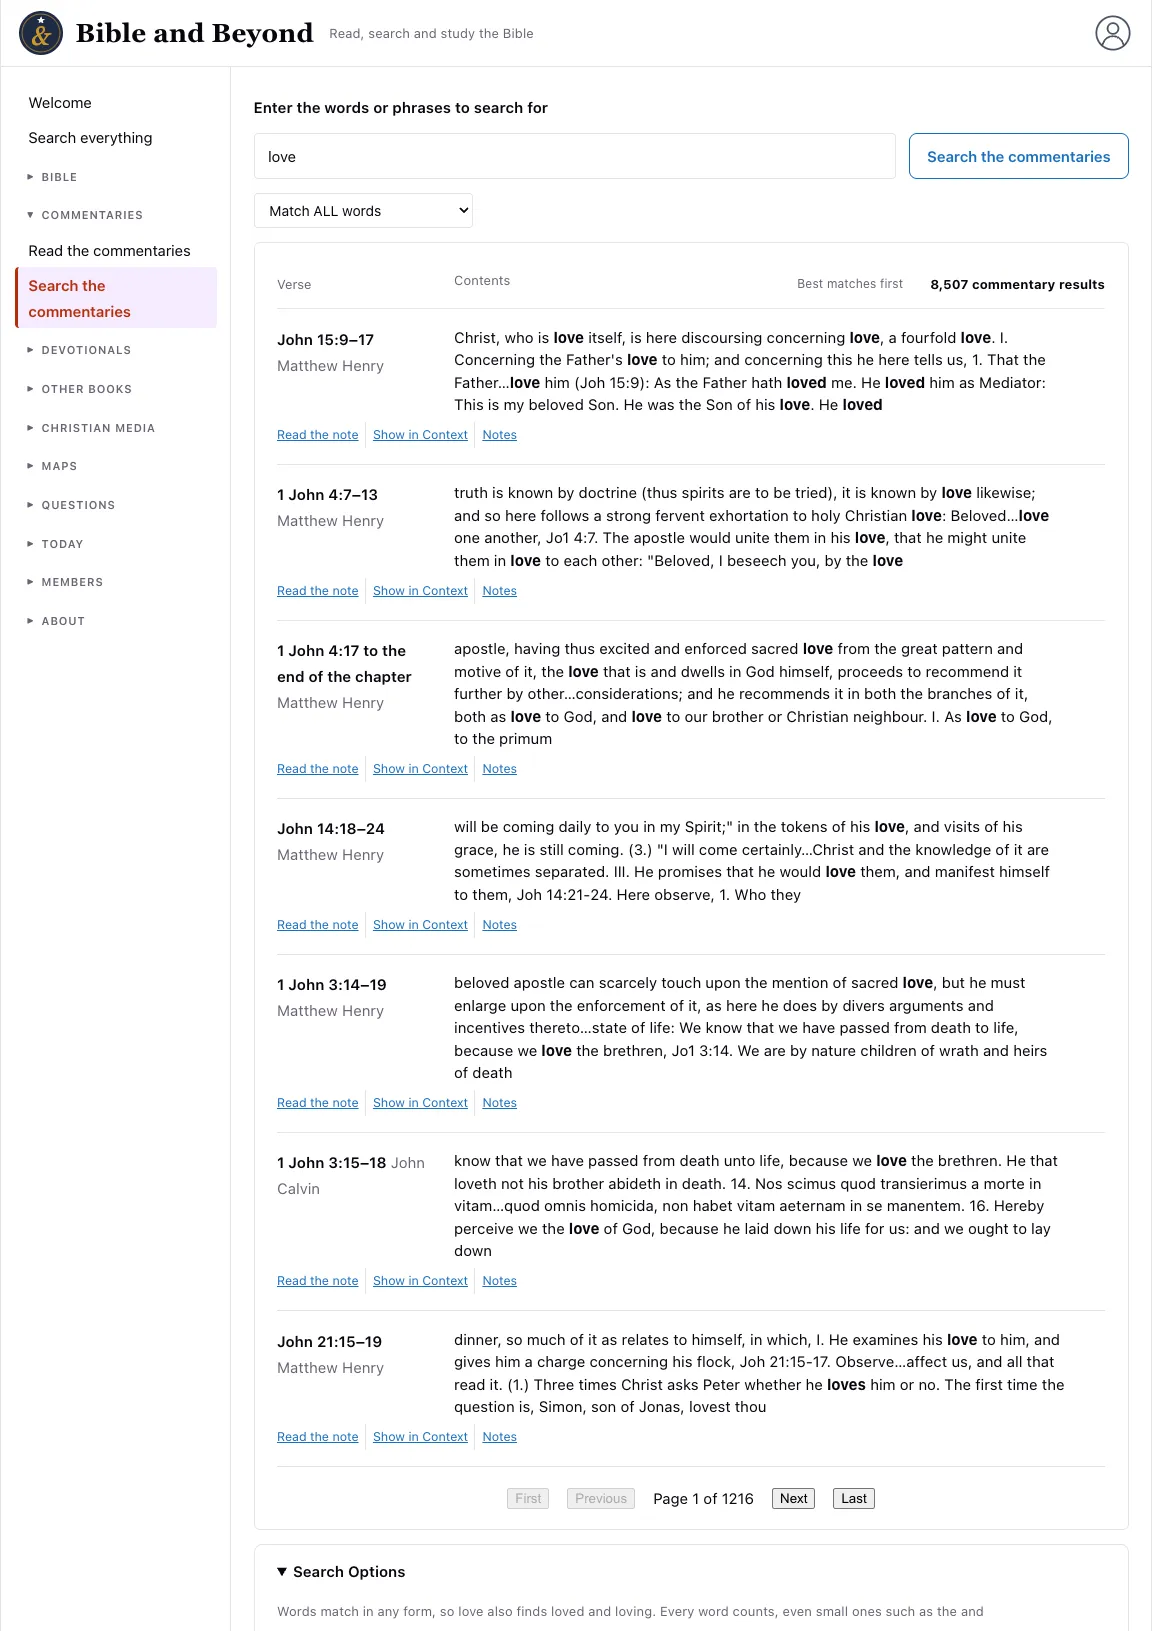 Bible and Beyond
Read, search and study the Bible
Welcome
Search everything
BIBLE
COMMENTARIES
Read the commentaries
Search the
commentaries
DEVOTIONALS
OTHER BOOKS
CHRISTIAN MEDIA
MAPS
QUESTIONS
TODAY
MEMBERS
ABOUT
Enter the words or phrases to search for
love
Search the commentaries
Match ALL words
Verse
Contents
Best matches first
8,507 commentary results
John 15:9–17
Matthew Henry
Christ, who is love itself, is here discoursing concerning love, a fourfold love. I.
Concerning the Father's love to him; and concerning this he here tells us, 1. That the
Father…love him (Joh 15:9): As the Father hath loved me. He loved him as Mediator:
This is my beloved Son. He was the Son of his love. He loved
Read the note
Show in Context
Notes
1 John 4:7–13
Matthew Henry
truth is known by doctrine (thus spirits are to be tried), it is known by love likewise;
and so here follows a strong fervent exhortation to holy Christian love: Beloved…love
one another, Jo1 4:7. The apostle would unite them in his love, that he might unite
them in love to each other: "Beloved, I beseech you, by the love
Read the note
Show in Context
Notes
1 John 4:17 to the
end of the chapter
Matthew Henry
apostle, having thus excited and enforced sacred love from the great pattern and
motive of it, the love that is and dwells in God himself, proceeds to recommend it
further by other…considerations; and he recommends it in both the branches of it,
both as love to God, and love to our brother or Christian neighbour. I. As love to God,
to the primum
Read the note
Show in Context
Notes
John 14:18–24
Matthew Henry
will be coming daily to you in my Spirit;" in the tokens of his love, and visits of his
grace, he is still coming. (3.) "I will come certainly…Christ and the knowledge of it are
sometimes separated. III. He promises that he would love them, and manifest himself
to them, Joh 14:21-24. Here observe, 1. Who they
Read the note
Show in Context
Notes
1 John 3:14–19
Matthew Henry
beloved apostle can scarcely touch upon the mention of sacred love, but he must
enlarge upon the enforcement of it, as here he does by divers arguments and
incentives thereto…state of life: We know that we have passed from death to life,
because we love the brethren, Jo1 3:14. We are by nature children of wrath and heirs
of death
Read the note
Show in Context
Notes
1 John 3:15–18 John
Calvin
know that we have passed from death unto life, because we love the brethren. He that
loveth not his brother abideth in death. 14. Nos scimus quod transierimus a morte in
vitam…quod omnis homicida, non habet vitam aeternam in se manentem. 16. Hereby
perceive we the love of God, because he laid down his life for us: and we ought to lay
down
Read the note
Show in Context
Notes
John 21:15–19
Matthew Henry
dinner, so much of it as relates to himself, in which, I. He examines his love to him, and
gives him a charge concerning his flock, Joh 21:15-17. Observe…affect us, and all that
read it. (1.) Three times Christ asks Peter whether he loves him or no. The first time the
question is, Simon, son of Jonas, lovest thou
Read the note
Show in Context
Notes
First
Previous
Page 1 of 1216
Next
Last
Search Options
Words match in any form, so love also finds loved and loving. Every word counts, even small ones such as the and